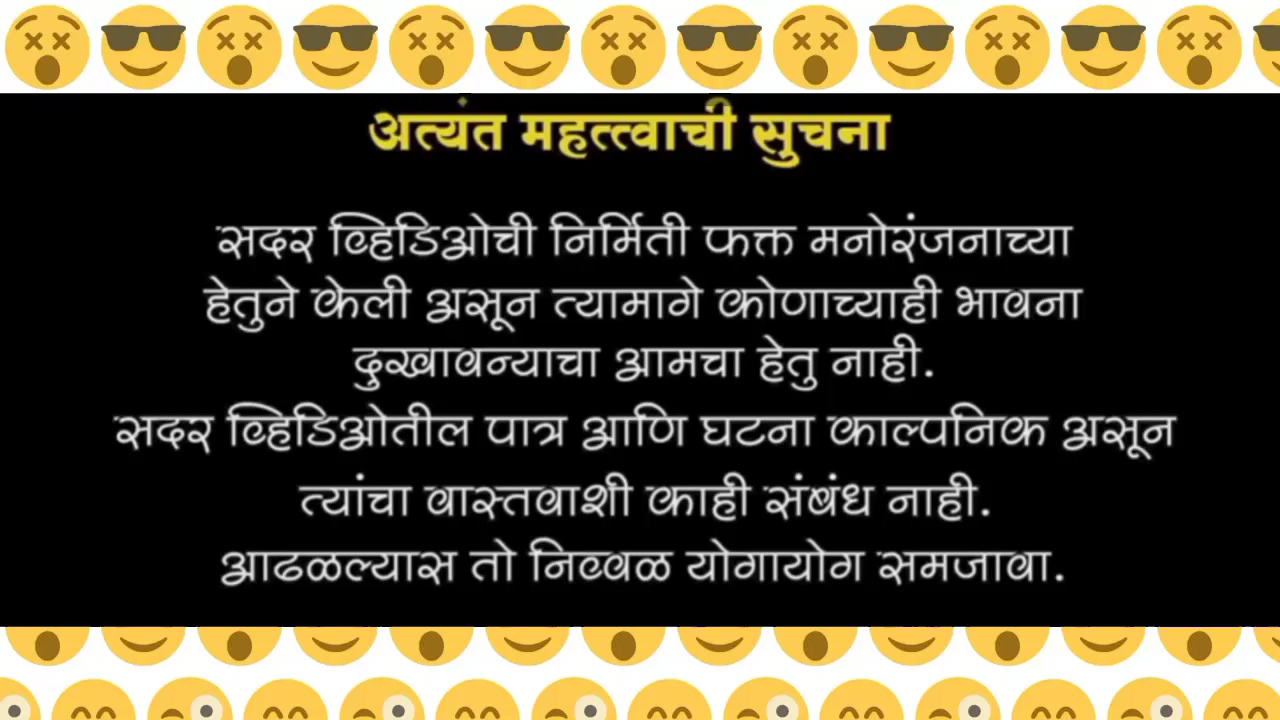 अत्यंत महत्त्वाची सुचना
सदर व्हिडिओची निर्मिती फक्त मनोरंजनाच्या
हेतुने केली असून त्यामागे कोणाच्याही भावना
दुखावन्याचा आमचा हेतु नाही.
सदर व्हिडिओतील पात्र आणि घटना काल्पनिक असून
त्यांचा वास्तवाशी काही संबंध नाही.
आढळल्यास तो निव्वळ योगायोग समजावा.